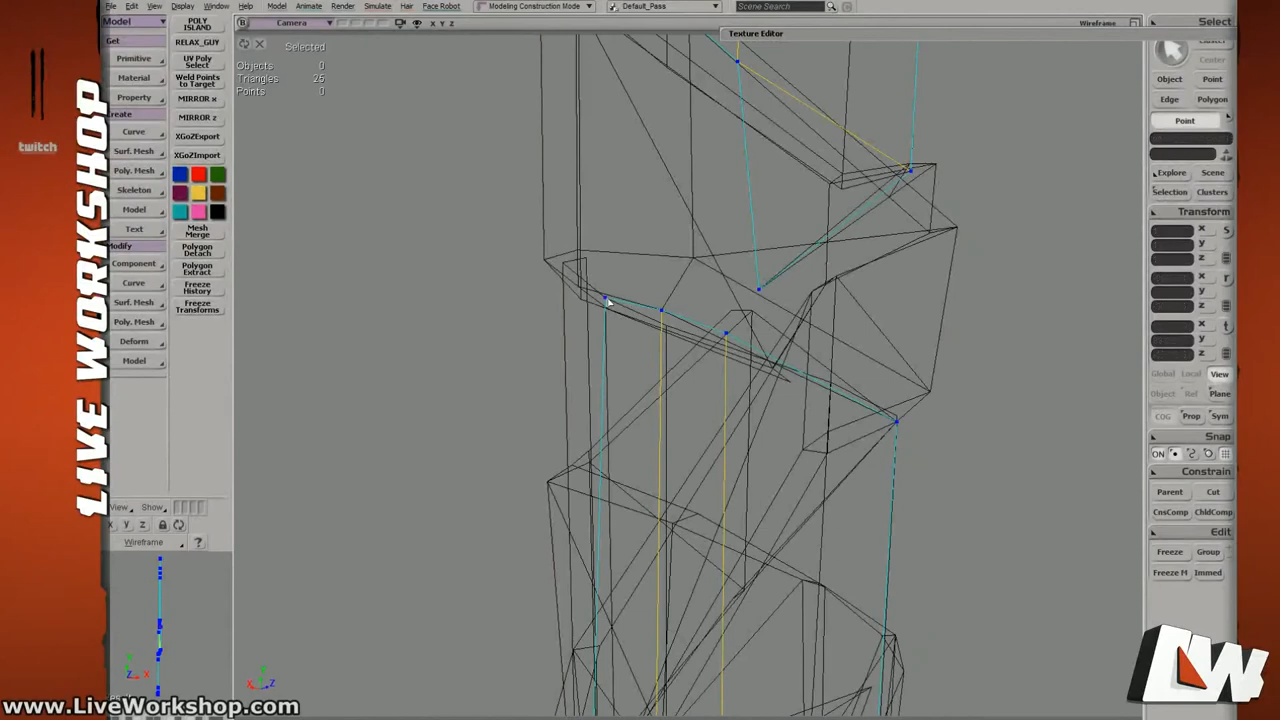 File Edit View Display Window Help Model Animate Render Simulate Hair Face Robot Modeling Construction Mode Default_Pass Scene Search
Model
Get
Primitive
Material
Property
Create
Curve
Surf. Mesh
Poly. Mesh
Skeleton
Model
Text
Modify
Component
Curve
Surf. Mesh
Poly. Mesh
Deform
Model
POLY
ISLAND
RELAX_GUY
UV Poly
Select
Weld Points
to Target
MIRROR x
MIRROR z
XGoZExport
XGoZImport
Mesh
Merge
Polygon
Detach
Polygon
Extract
Freeze
History
Freeze
Transforms
B Camera X Y Z Wireframe
Texture Editor
Selected
Objects 0
Triangles 25
Points 0
Select
Center
Object Point
Edge Polygon
Point
Explore Scene
Selection Clusters
Transform
x s
y
z
x r
y
z
x t
y
z
Global Local View
Object Ref Plane
COG Prop Sym
Snap
ON
Constrain
Parent Cut
CnsComp ChldComp
Edit
Freeze Group
Freeze M Immed
View Show
x y z
Wireframe ?
Y
Z X
Y
X Z
twitch
LIVE WORKSHOP
LW
www.LiveWorkshop.com